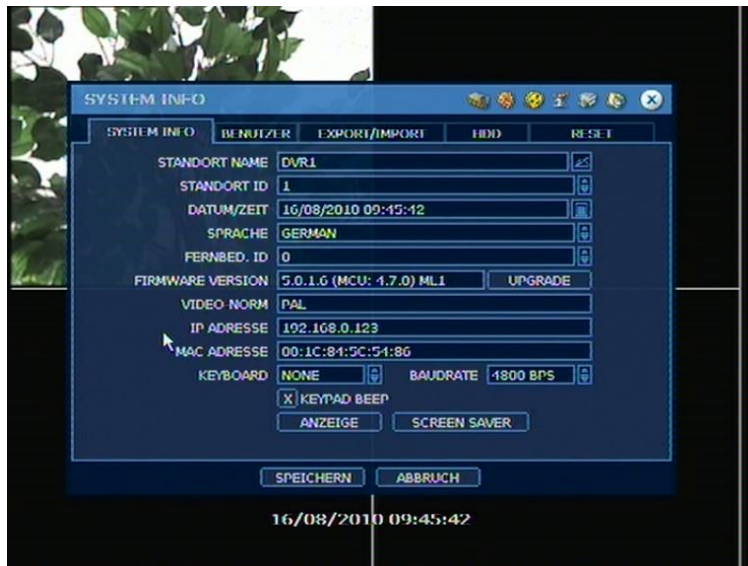 SYSTEM INFO
SYSTEM INFO BENUTZER EXPORT/IMPORT HDD RESET
STANDORT NAME DVR1
STANDORT ID 1
DATUM/ZEIT 16/08/2010 09:45:42
SPRACHE GERMAN
FERNBED. ID 0
FIRMWARE VERSION 5.0.1.6 (MCU: 4.7.0) ML1 UPGRADE
VIDEO-NORM PAL
IP ADRESSE 192.168.0.123
MAC ADRESSE 00:1C:84:5C:54:86
KEYBOARD NONE BAUDRATE 4800 BPS
X KEYPAD BEEP
ANZEIGE SCREEN SAVER
SPEICHERN ABBRUCH
16/08/2010 09:45:42